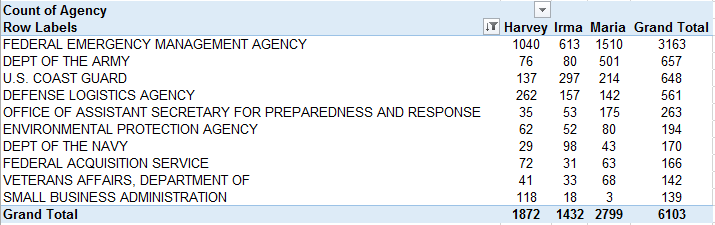 Count of Agency
Row Labels Harvey Irma Maria Grand Total
FEDERAL EMERGENCY MANAGEMENT AGENCY 1040 613 1510 3163
DEPT OF THE ARMY 76 80 501 657
U.S. COAST GUARD 137 297 214 648
DEFENSE LOGISTICS AGENCY 262 157 142 561
OFFICE OF ASSISTANT SECRETARY FOR PREPAREDNESS AND RESPONSE 35 53 175 263
ENVIRONMENTAL PROTECTION AGENCY 62 52 80 194
DEPT OF THE NAVY 29 98 43 170
FEDERAL ACQUISITION SERVICE 72 31 63 166
VETERANS AFFAIRS, DEPARTMENT OF 41 33 68 142
SMALL BUSINESS ADMINISTRATION 118 18 3 139
Grand Total 1872 1432 2799 6103